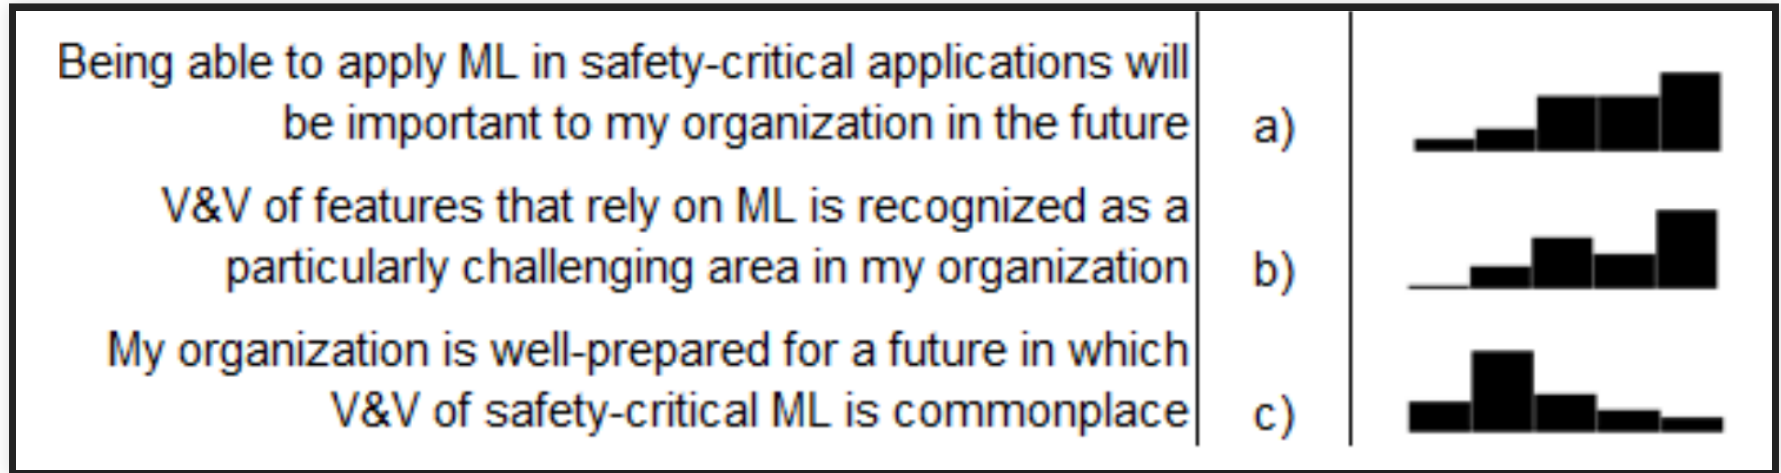 Being able to apply ML in safety-critical applications will
be important to my organization in the future
a)
V&V of features that rely on ML is recognized as a
particularly challenging area in my organization
b)
My organization is well-prepared for a future in which
V&V of safety-critical ML is commonplace
c)